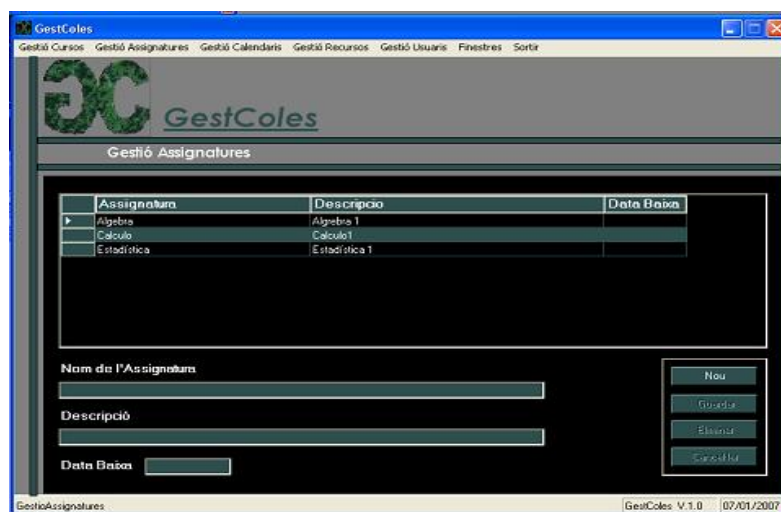 GestColes
Gestió Cursos Gestió Assignatures Gestió Calendaris Gestió Recursos Gestió Usuaris Finestres Sortir
GC GestColes
Gestió Assignatures
Assignatura Descripcio Data Baixa
Algebra Algrebra 1
Calculo Calculo1
Estadística Estadística 1
Nom de l'Assignatura
Nou
Guardar
Descripció
Eliminar
Cancel·lar
Data Baixa
GestioAssignatures GestColes V.1.0 07/01/2007